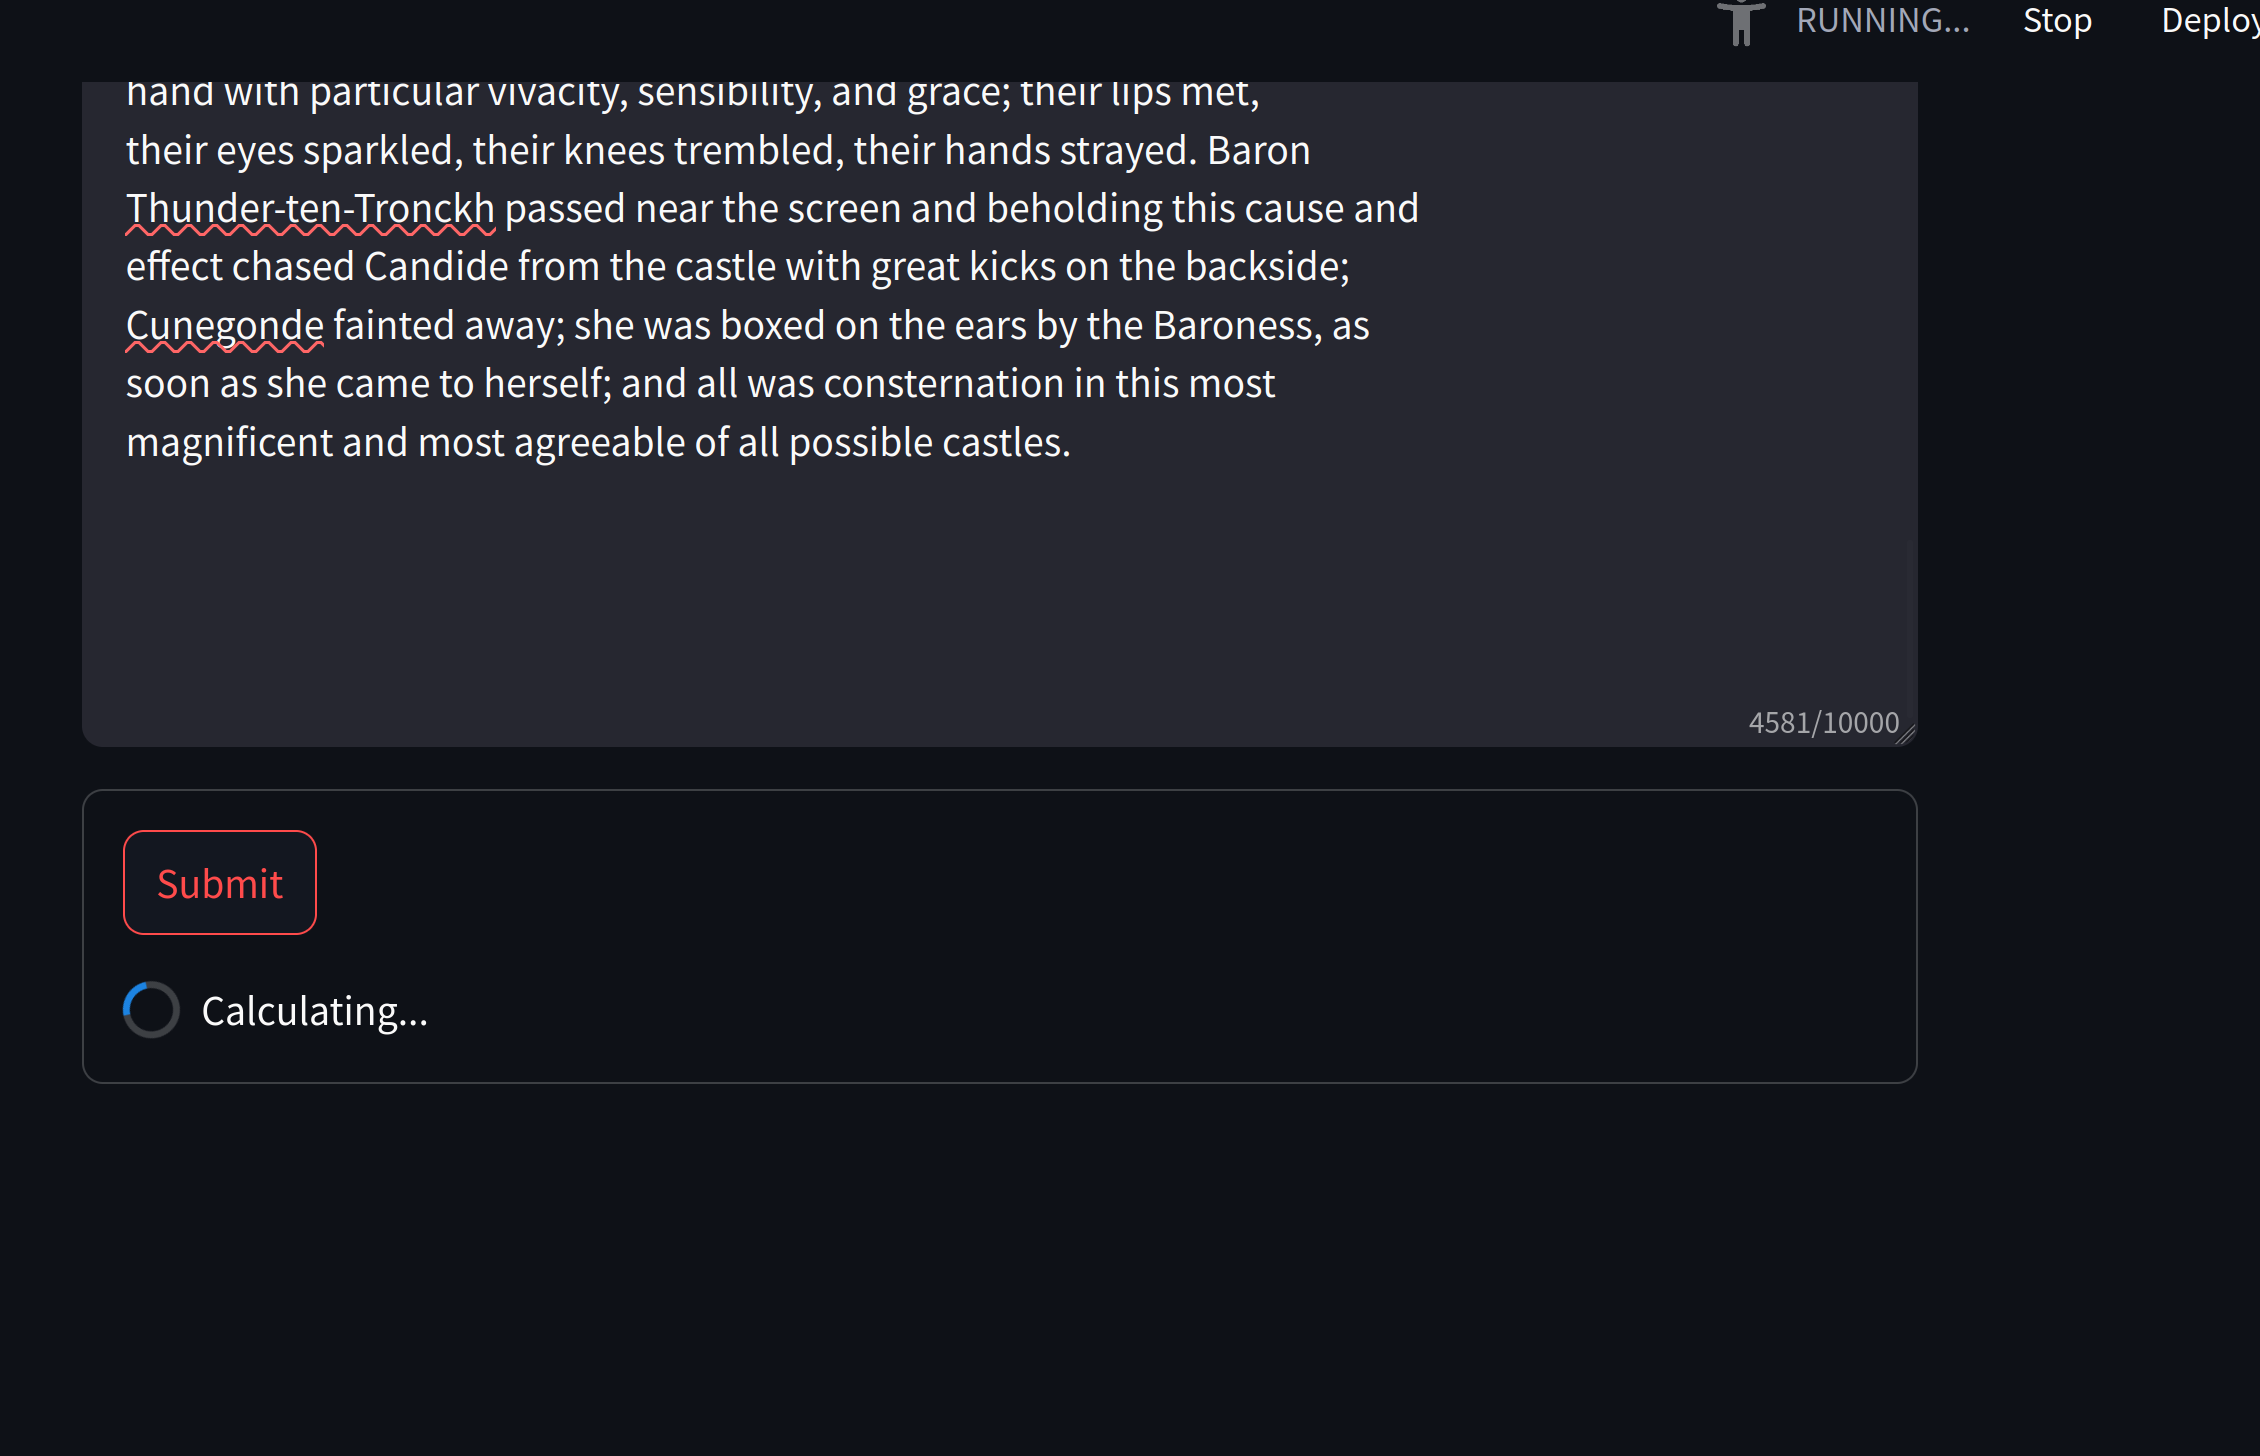 RUNNING... Stop Deploy
hand with particular vivacity, sensibility, and grace; their lips met,
their eyes sparkled, their knees trembled, their hands strayed. Baron
Thunder-ten-Tronckh passed near the screen and beholding this cause and
effect chased Candide from the castle with great kicks on the backside;
Cunegonde fainted away; she was boxed on the ears by the Baroness, as
soon as she came to herself; and all was consternation in this most
magnificent and most agreeable of all possible castles.
4581/10000
Submit
Calculating...